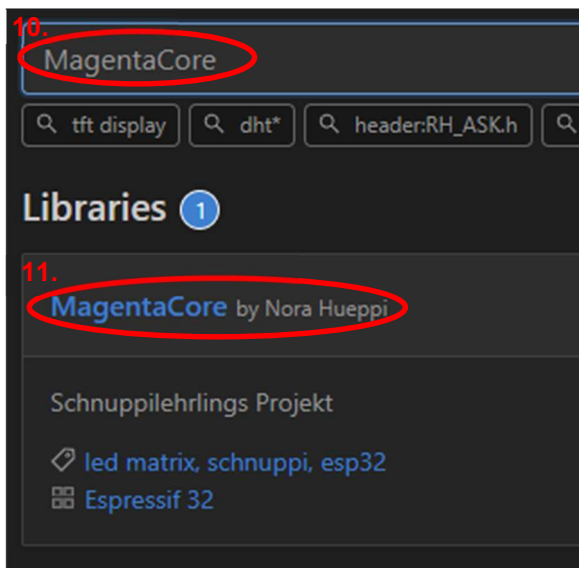 10.
MagentaCore
tft display dht* header:RH_ASK.h
Libraries 1
11.
MagentaCore by Nora Hueppi
Schnuppilehrlings Projekt
led matrix, schnuppi, esp32
Espressif 32